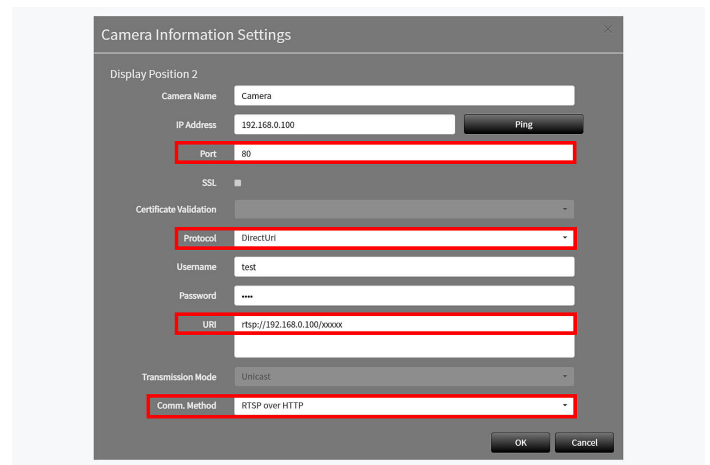 Camera Information Settings
Display Position 2
Camera Name Camera
IP Address 192.168.0.100 Ping
Port 80
SSL
Certificate Validation
Protocol DirectUri
Username test
Password ••••
URI rtsp://192.168.0.100/xxxxx
Transmission Mode Unicast
Comm. Method RTSP over HTTP
OK Cancel